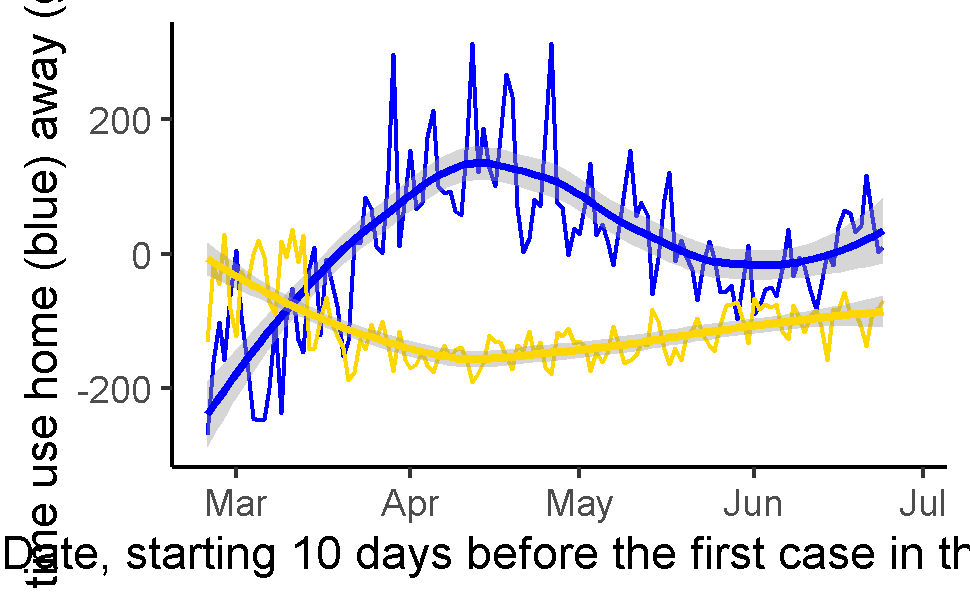 time use home (blue) away (
200
0
-200
Mar Apr May Jun Jul
Date, starting 10 days before the first case in th